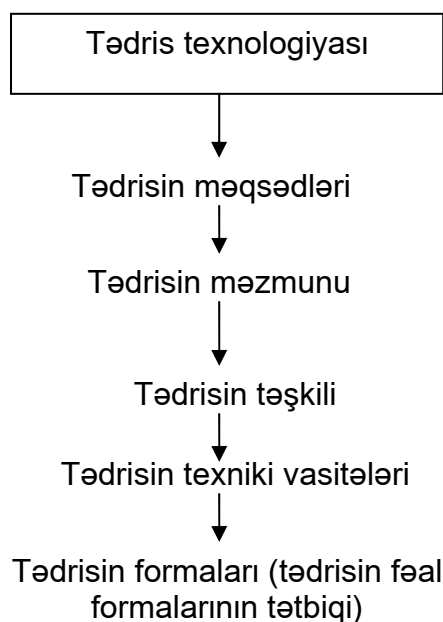 Tədris texnologiyası
Tədrisin məqsədləri
Tədrisin məzmunu
Tədrisin təşkili
Tədrisin texniki vasitələri
Tədrisin formaları (tədrisin fəal
formalarının tətbiqi)